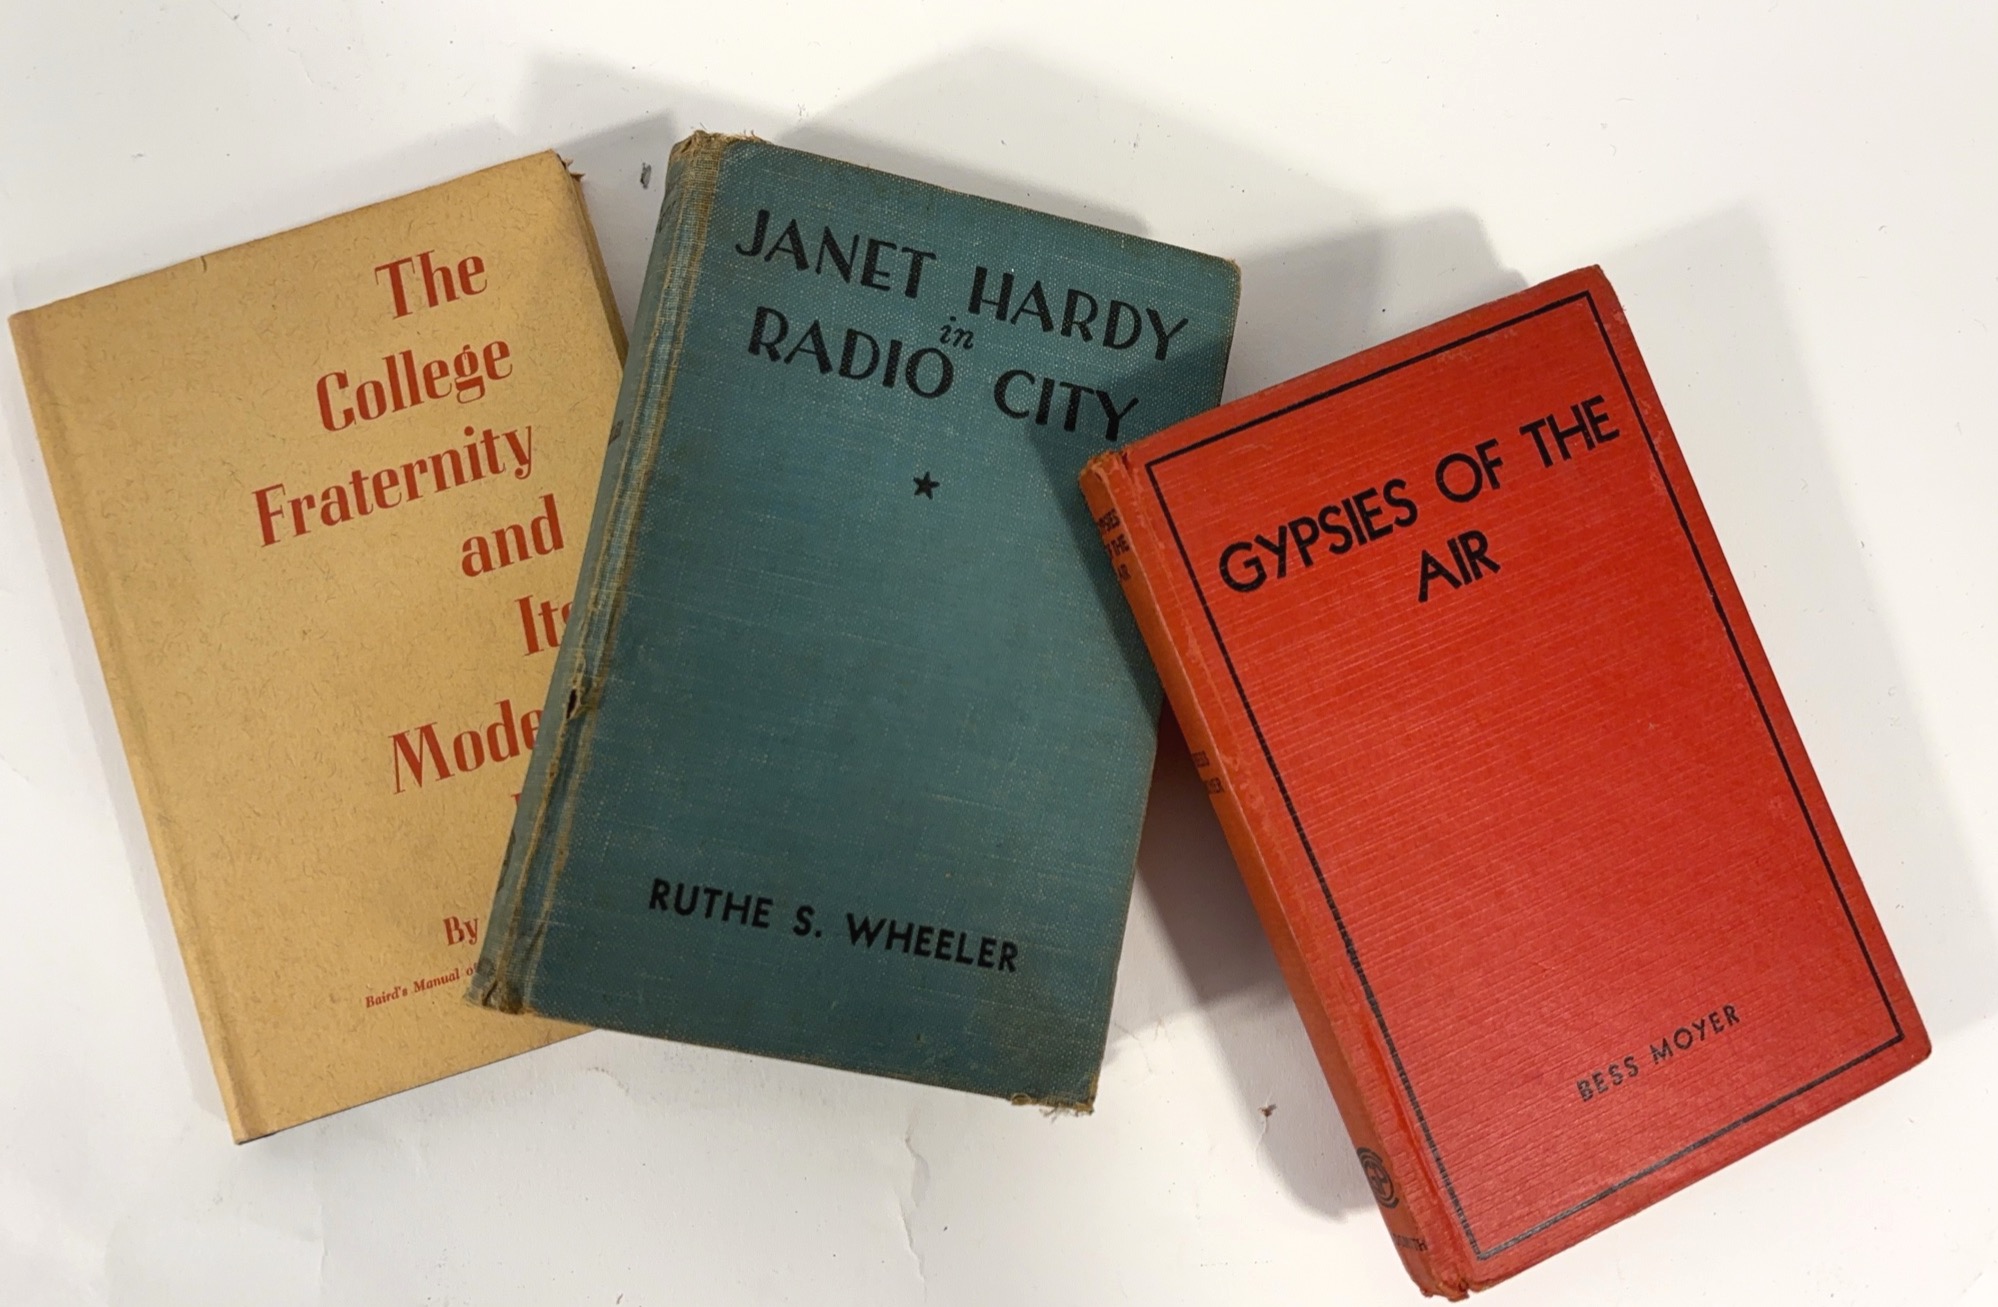 The
College
Fraternity
and
Its
Mode
By
Baird's Manual of
JANET HARDY
in
RADIO CITY
RUTHE S. WHEELER
GYPSIES OF THE
AIR
BESS MOYER